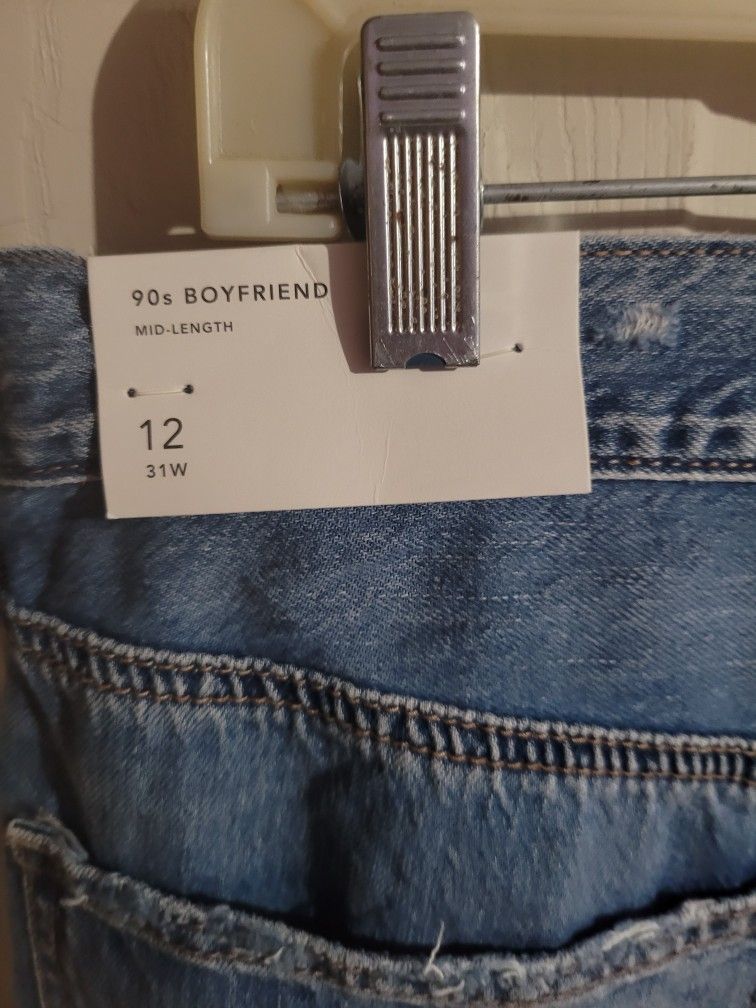 90s BOYFRIEND
MID-LENGTH
12
31W